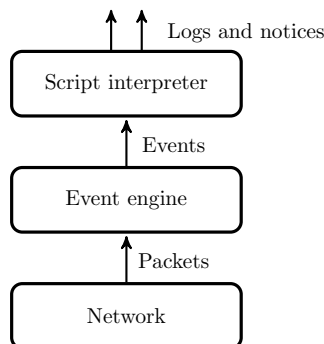 Logs and notices
Script interpreter
Events
Event engine
Packets
Network